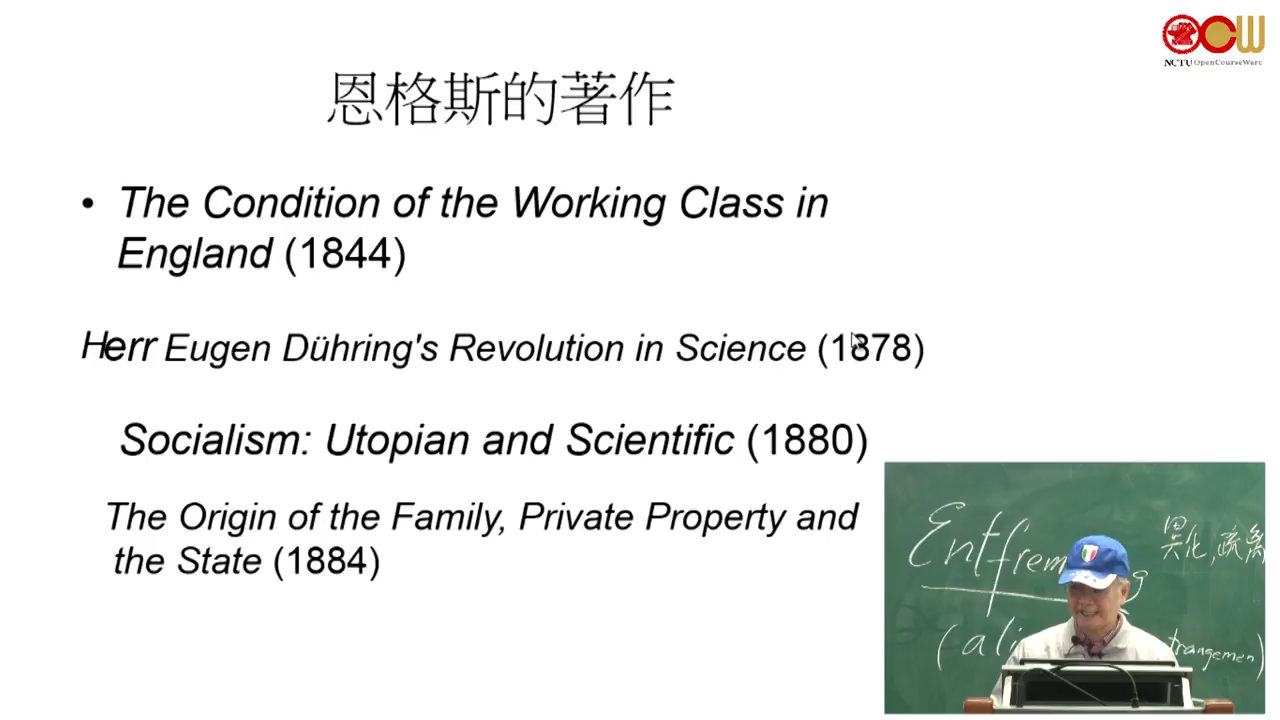 OCW
NCTU OpenCourseWare
恩格斯的著作
• The Condition of the Working Class in
England (1844)
Herr Eugen Dühring's Revolution in Science (1878)
Socialism: Utopian and Scientific (1880)
The Origin of the Family, Private Property and
the State (1884)
Entfrem g 異化,疏離
(ali trangemen)